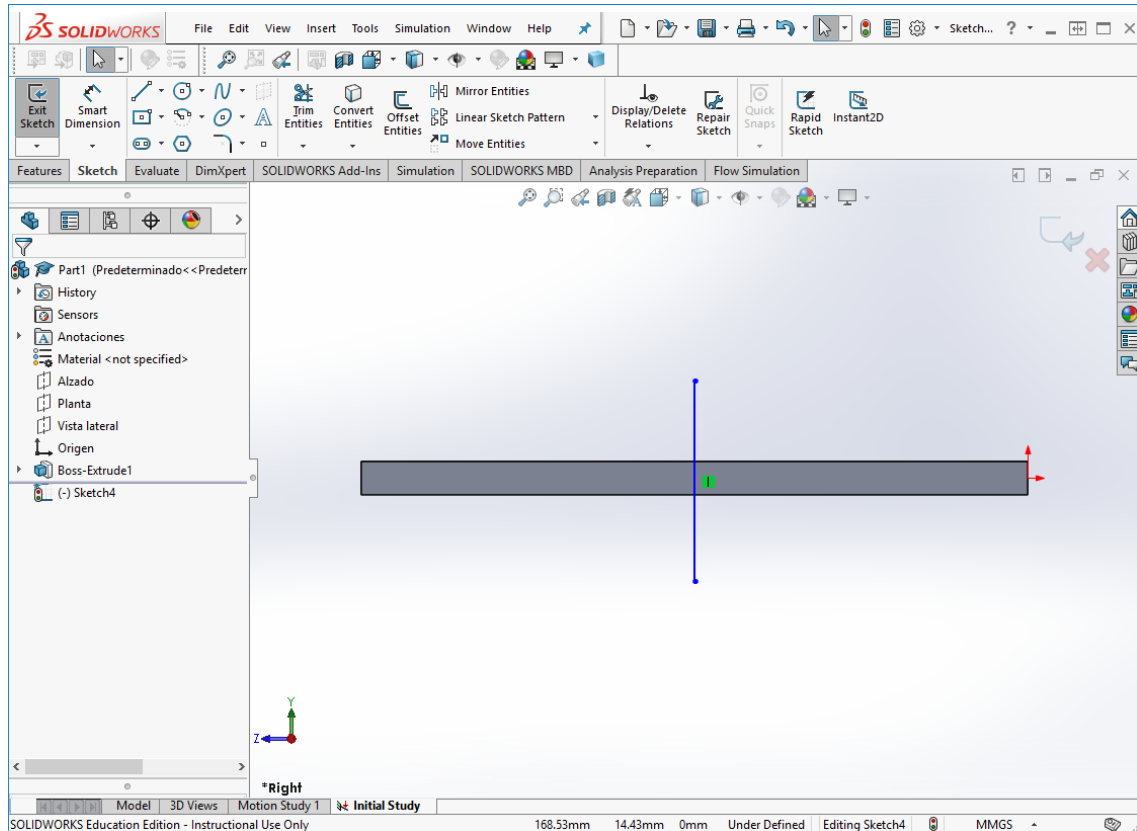 SOLIDWORKS File Edit View Insert Tools Simulation Window Help Sketch... ?
Exit Sketch Smart Dimension Trim Entities Convert Entities Offset Entities Mirror Entities Linear Sketch Pattern Move Entities Display/Delete Relations Repair Sketch Quick Snaps Rapid Sketch Instant2D
Features Sketch Evaluate DimXpert SOLIDWORKS Add-Ins Simulation SOLIDWORKS MBD Analysis Preparation Flow Simulation
Part1 (Predeterminado<<Predeterr
History
Sensors
Anotaciones
Material <not specified>
Alzado
Planta
Vista lateral
Origen
Boss-Extrude1
(-) Sketch4
Y
Z
*Right
Model 3D Views Motion Study 1 Initial Study
SOLIDWORKS Education Edition - Instructional Use Only 168.53mm 14.43mm 0mm Under Defined Editing Sketch4 MMGS